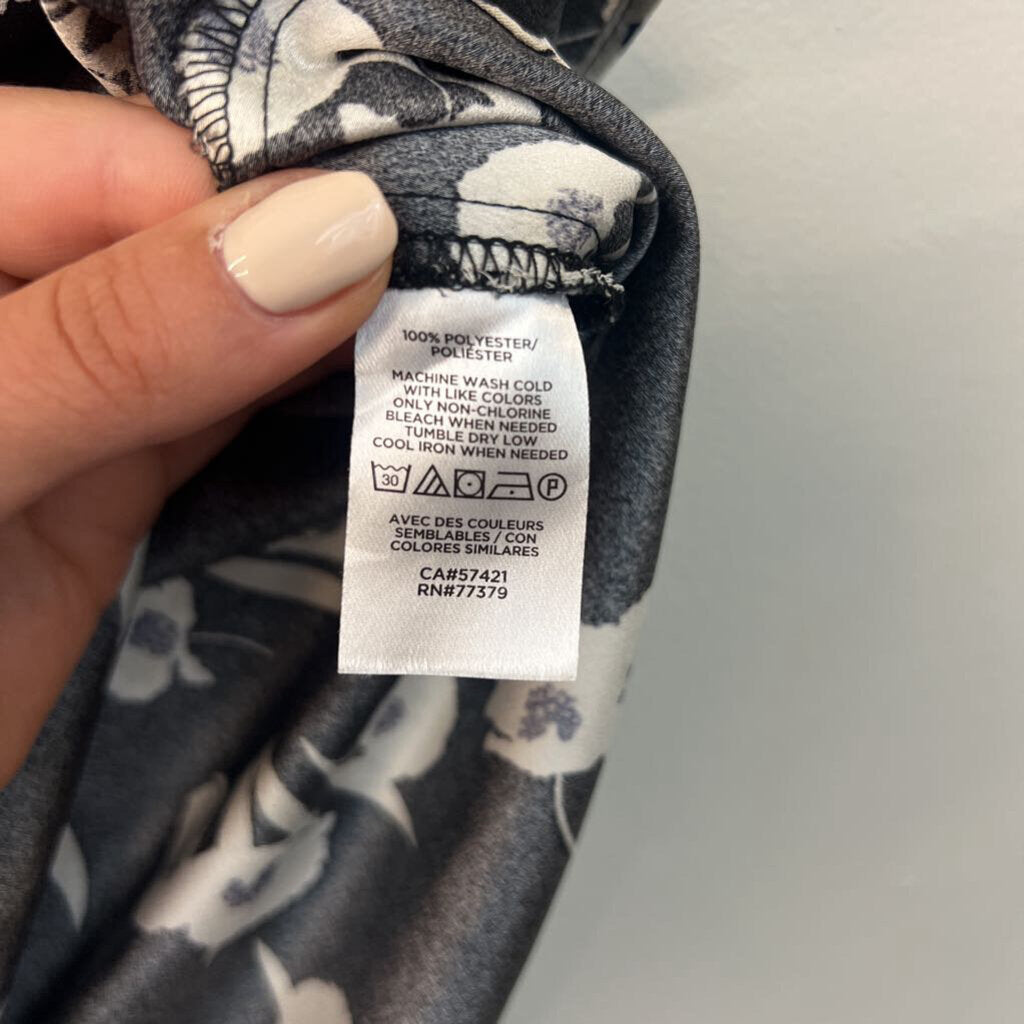 100% POLYESTER/
POLIÉSTER
MACHINE WASH COLD
WITH LIKE COLORS
ONLY NON-CHLORINE
BLEACH WHEN NEEDED
TUMBLE DRY LOW
COOL IRON WHEN NEEDED
30 P
AVEC DES COULEURS
SEMBLABLES / CON
COLORES SIMILARES
CA#57421
RN#77379